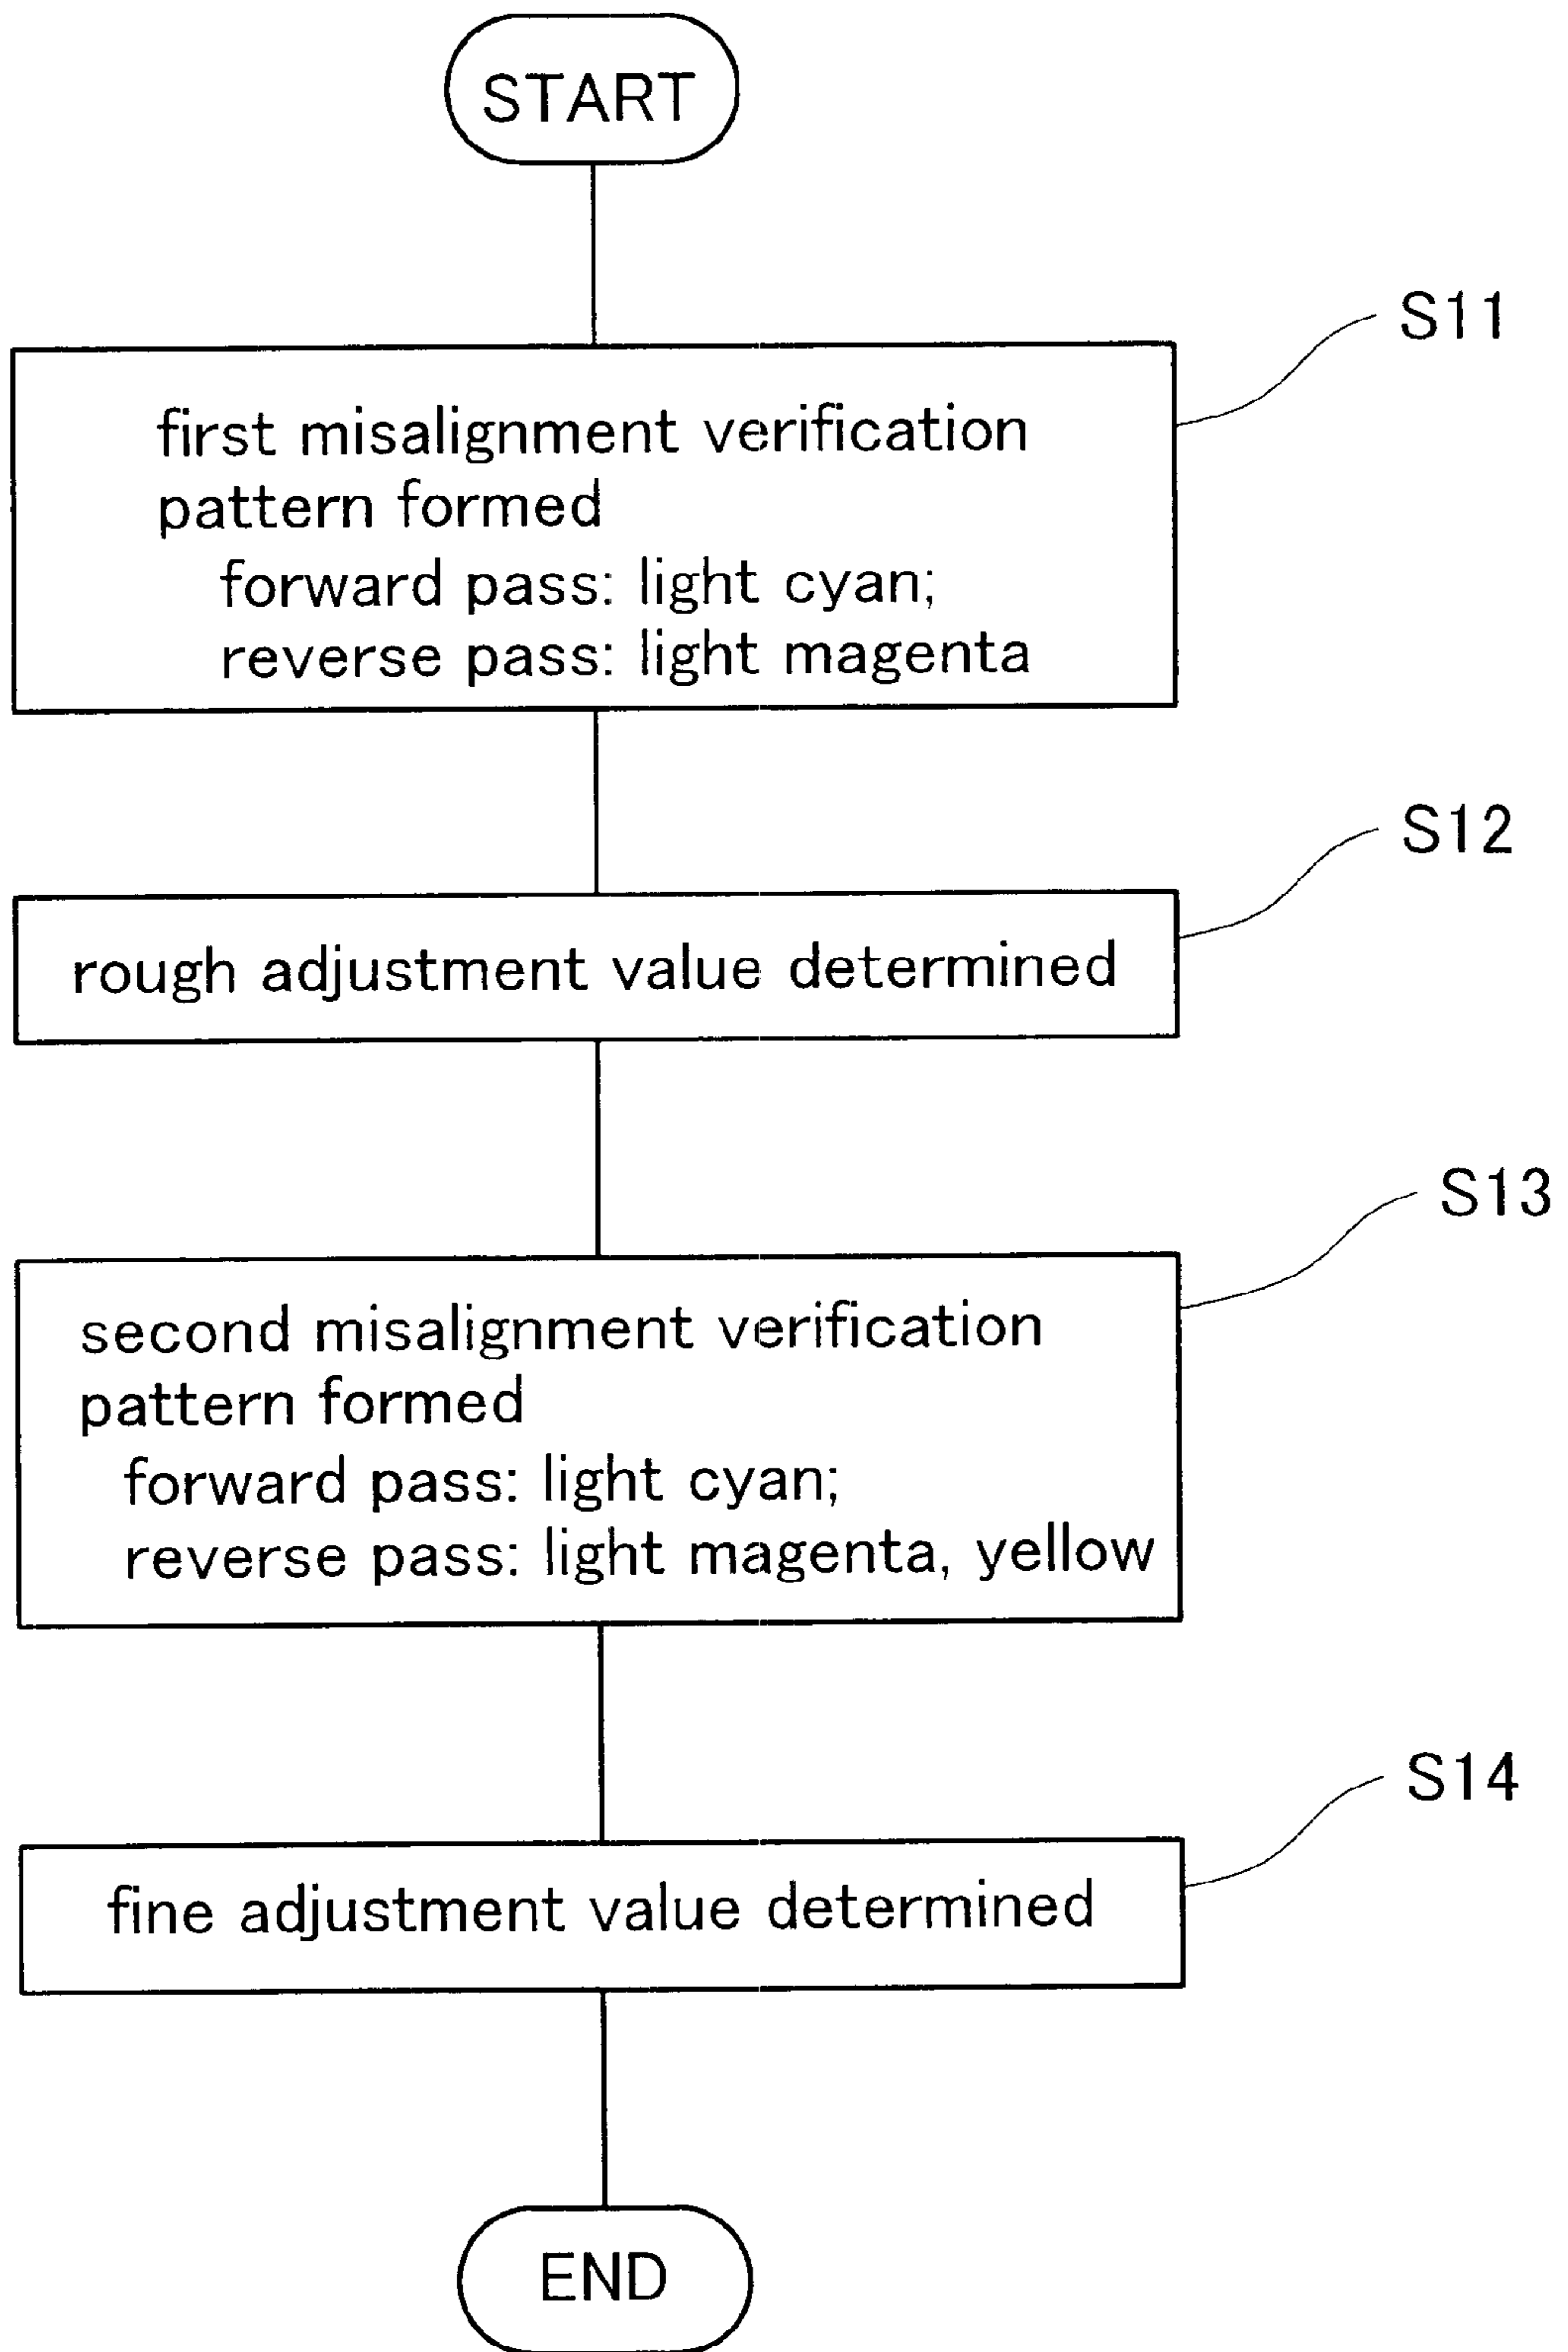 START
S11
first misalignment verification
pattern formed
forward pass: light cyan;
reverse pass: light magenta
S12
rough adjustment value determined
S13
second misalignment verification
pattern formed
forward pass: light cyan;
reverse pass: light magenta, yellow
S14
fine adjustment value determined
END